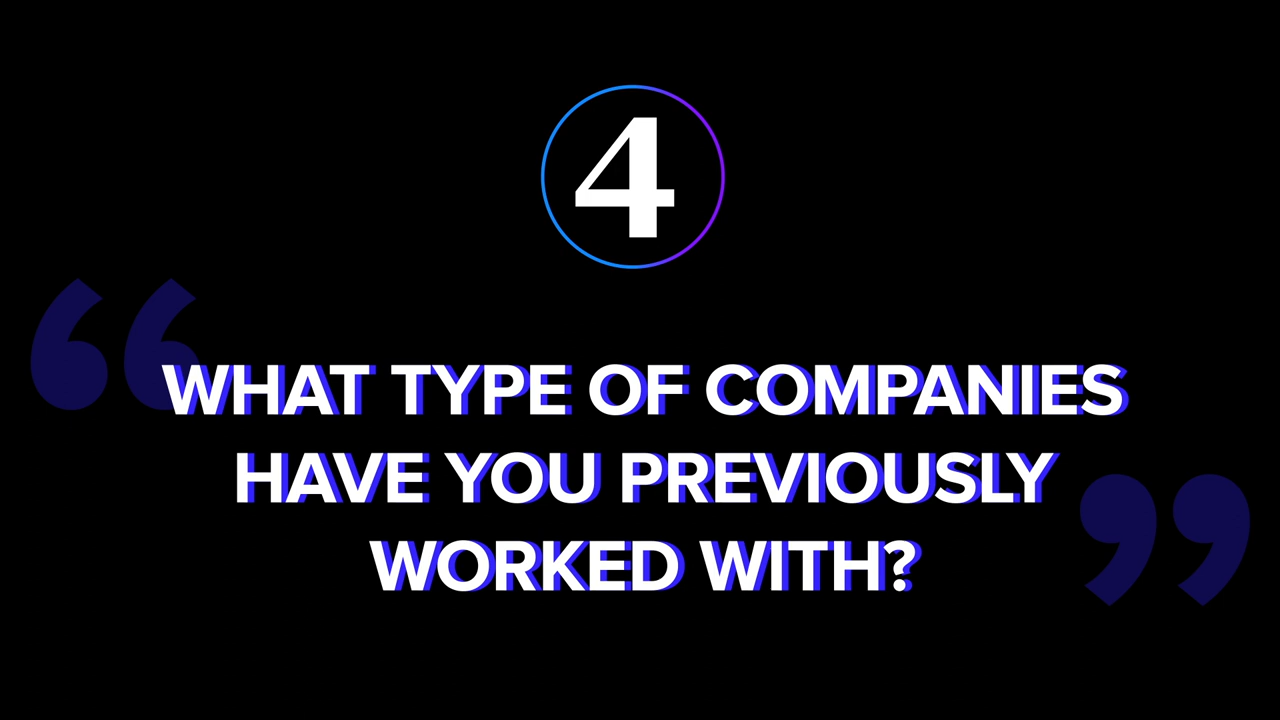 4
“WHAT TYPE OF COMPANIES
HAVE YOU PREVIOUSLY
WORKED WITH?”